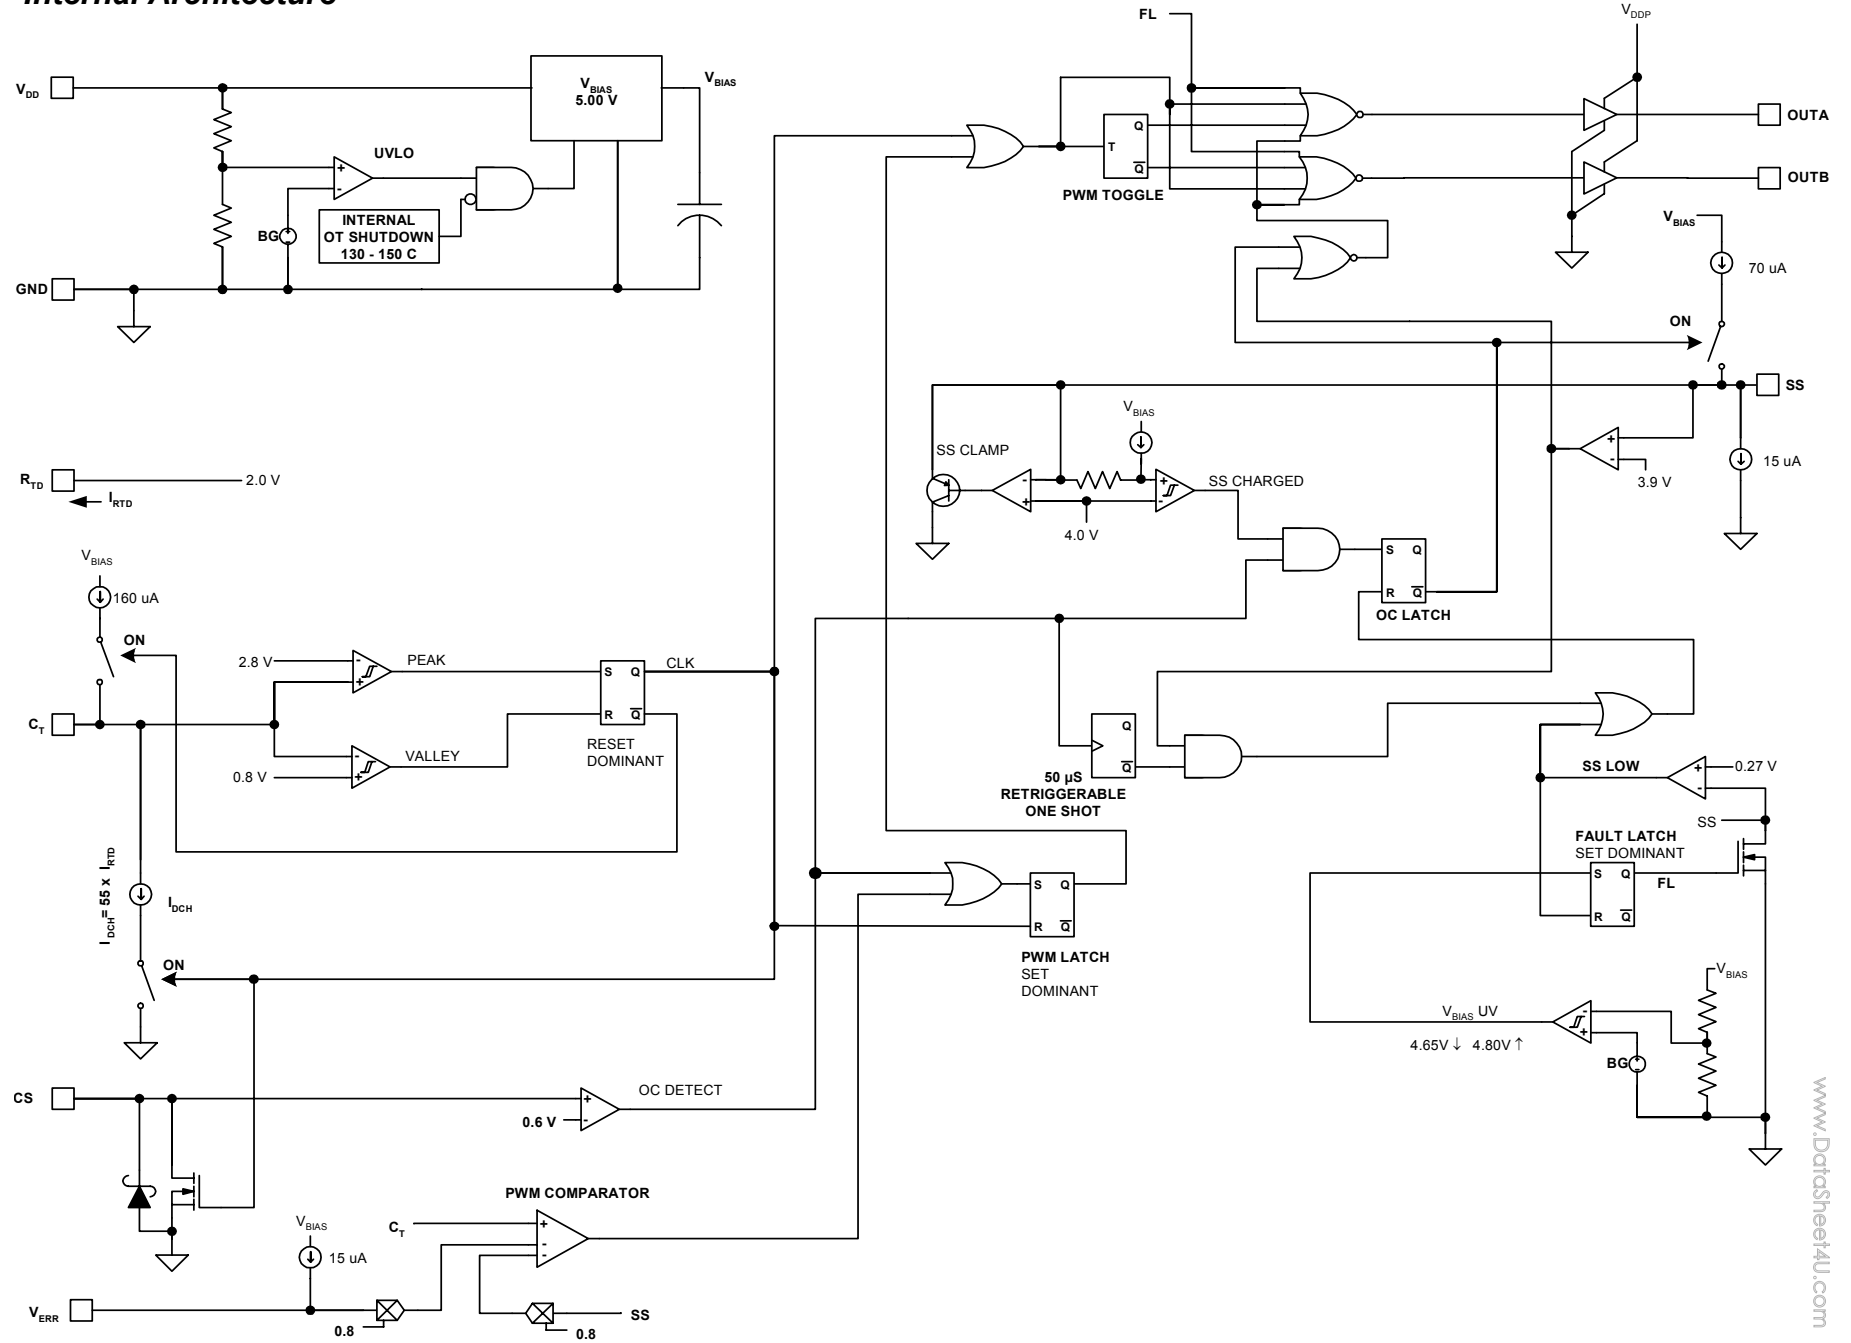 Internal Architecture
FL
VDDP
VDD
VBIAS
5.00 V
VBIAS
UVLO
+
-
BG
INTERNAL
OT SHUTDOWN
130 - 150 C
GND
T
Q
Q
PWM TOGGLE
OUTA
OUTB
VBIAS
70 uA
ON
SS
15 uA
+
-
3.9 V
RTD
2.0 V
IRTD
SS CLAMP
VBIAS
-
+
+
-
4.0 V
SS CHARGED
S Q
R Q
OC LATCH
VBIAS
160 uA
ON
2.8 V
-
+
PEAK
S Q
R Q
CLK
RESET
DOMINANT
CT
-
+
0.8 V
VALLEY
IDCH= 55 x IRTD
IDCH
ON
Q
Q
50 µS
RETRIGGERABLE
ONE SHOT
SS LOW
+
-
0.27 V
SS
FAULT LATCH
SET DOMINANT
S Q
R Q
FL
S Q
R Q
PWM LATCH
SET
DOMINANT
VBIAS
VBIAS UV
4.65V ↓ 4.80V ↑
-
+
BG
CS
+
-
0.6 V
OC DETECT
PWM COMPARATOR
CT
+
-
-
VBIAS
15 uA
VERR
0.8
SS
0.8
www.DataSheet4U.com